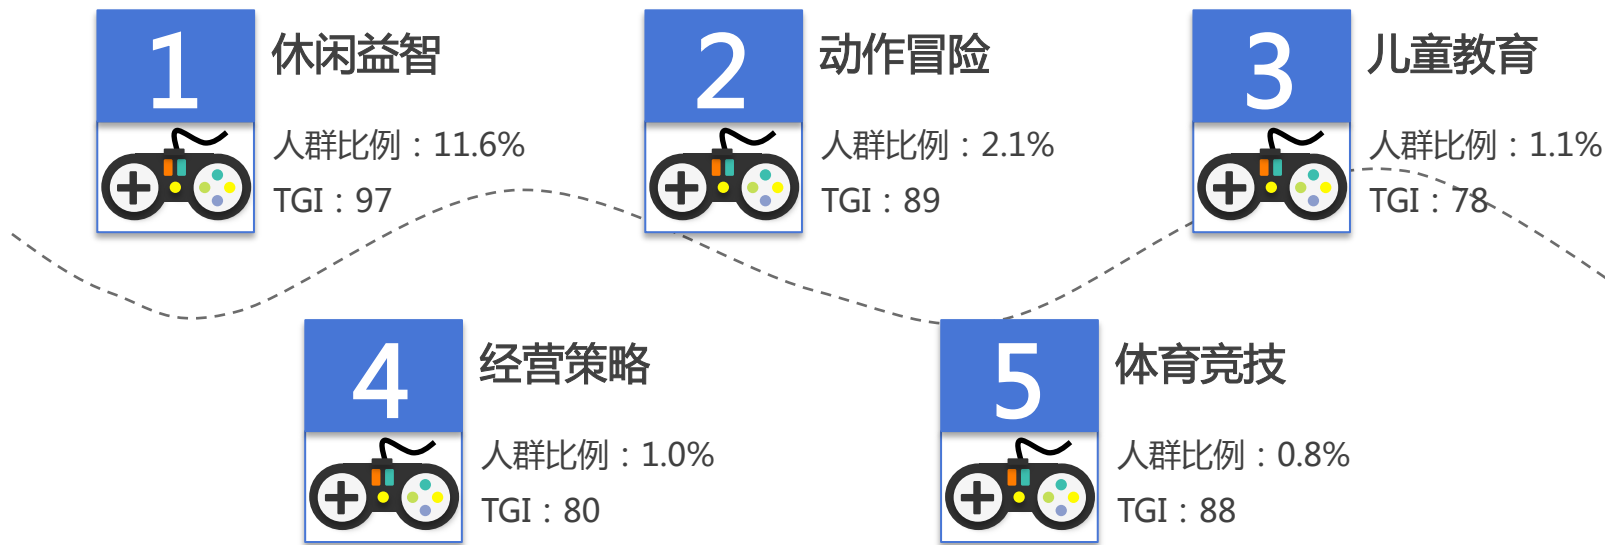 1
休闲益智
人群比例：11.6%
TGI：97
2
动作冒险
人群比例：2.1%
TGI：89
3
儿童教育
人群比例：1.1%
TGI：78
4
经营策略
人群比例：1.0%
TGI：80
5
体育竞技
人群比例：0.8%
TGI：88